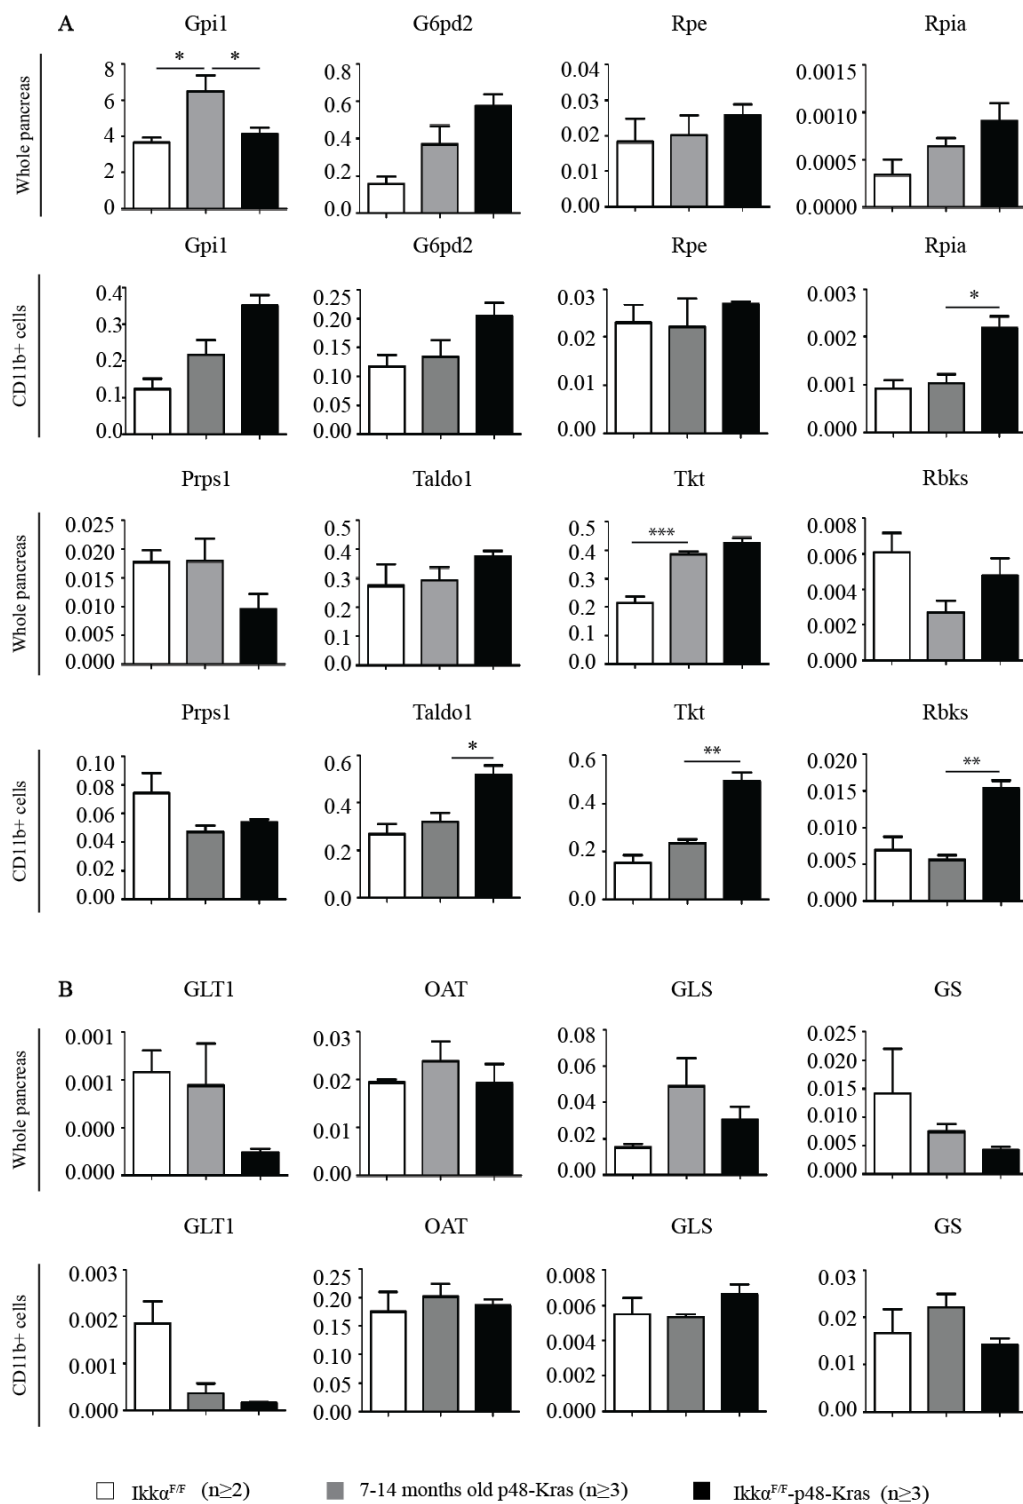 A
Gpi1 G6pd2 Rpe Rpia
Whole pancreas
8 6 4 2 0
* *
0.8 0.6 0.4 0.2 0.0
0.04 0.03 0.02 0.01 0.00
0.0015 0.0010 0.0005 0.0000
Gpi1 G6pd2 Rpe Rpia
CD11b+ cells
0.4 0.3 0.2 0.1 0.0
0.25 0.20 0.15 0.10 0.05 0.00
0.03 0.02 0.01 0.00
0.003 0.002 0.001 0.000
*
Prps1 Taldo1 Tkt Rbks
Whole pancreas
0.025 0.020 0.015 0.010 0.005 0.000
0.5 0.4 0.3 0.2 0.1 0.0
0.5 0.4 0.3 0.2 0.1 0.0
***
0.008 0.006 0.004 0.002 0.000
Prps1 Taldo1 Tkt Rbks
CD11b+ cells
0.10 0.08 0.06 0.04 0.02 0.00
0.6 0.4 0.2 0.0
*
0.6 0.4 0.2 0.0
**
0.020 0.015 0.010 0.005 0.000
**
B
GLT1 OAT GLS GS
Whole pancreas
0.001 0.001 0.000 0.000
0.03 0.02 0.01 0.00
0.08 0.06 0.04 0.02 0.00
0.025 0.020 0.015 0.010 0.005 0.000
GLT1 OAT GLS GS
CD11b+ cells
0.003 0.002 0.001 0.000
0.25 0.20 0.15 0.10 0.05 0.00
0.008 0.006 0.004 0.002 0.000
0.03 0.02 0.01 0.00
Ikkα^F/F (n≥2) 7-14 months old p48-Kras (n≥3) Ikkα^F/F-p48-Kras (n≥3)